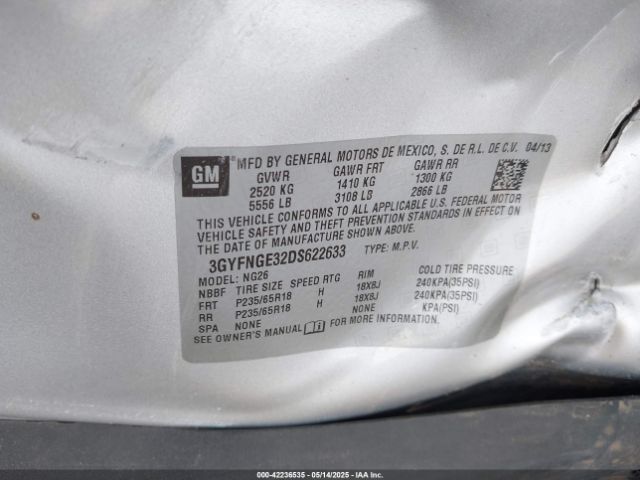 GM
MFD BY GENERAL MOTORS DE MEXICO, S. DE R.L. DE C.V. 04/13
GVWR GAWR FRT GAWR RR
2520 KG 1410 KG 1300 KG
5556 LB 3108 LB 2866 LB
THIS VEHICLE CONFORMS TO ALL APPLICABLE U.S. FEDERAL MOTOR
VEHICLE SAFETY AND THEFT PREVENTION STANDARDS IN EFFECT ON
THE DATE OF MANUFACTURE SHOWN ABOVE.
3GYFNGE32DS622633 TYPE: M.P.V.
MODEL: NG26
NBBF TIRE SIZE SPEED RTG RIM COLD TIRE PRESSURE
FRT P235/65R18 H 18X8J 240KPA(35PSI)
RR P235/65R18 H 18X8J 240KPA(35PSI)
SPA NONE NONE KPA(PSI)
SEE OWNER'S MANUAL FOR MORE INFORMATION.
000-42236535 - 05/14/2025 - IAAI.COM